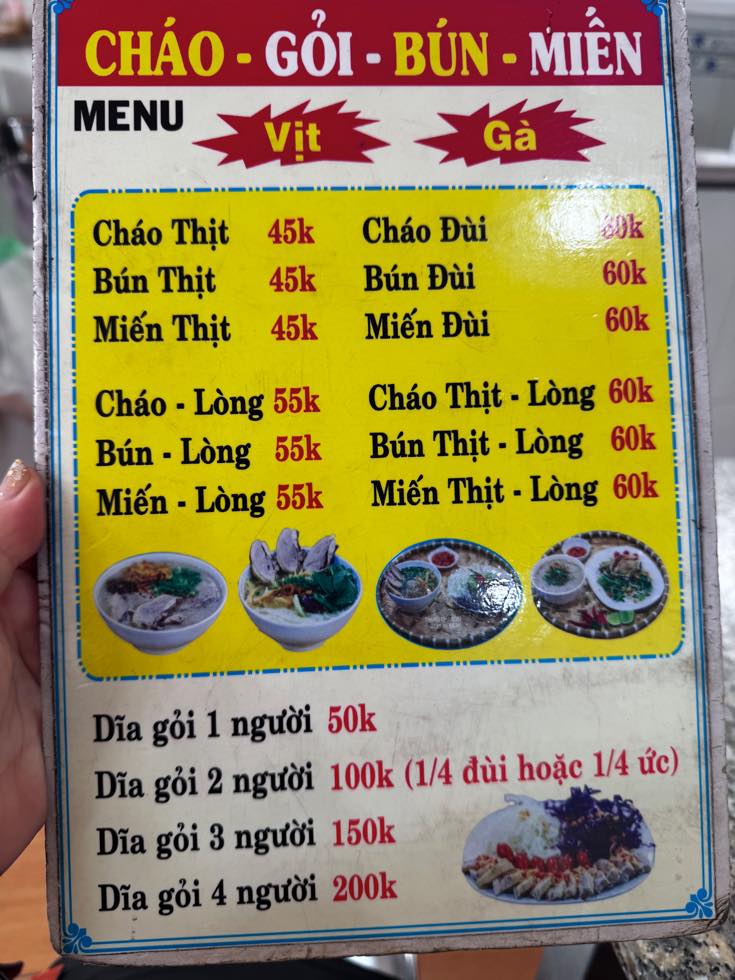 CHÁO - GỎI - BÚN - MIẾN
MENU Vịt Gà
Cháo Thịt 45k Cháo Đùi 60k
Bún Thịt 45k Bún Đùi 60k
Miến Thịt 45k Miến Đùi 60k
Cháo - Lòng 55k Cháo Thịt - Lòng 60k
Bún - Lòng 55k Bún Thịt - Lòng 60k
Miến - Lòng 55k Miến Thịt - Lòng 60k
Dĩa gỏi 1 người 50k
Dĩa gỏi 2 người 100k (1/4 đùi hoặc 1/4 ức)
Dĩa gỏi 3 người 150k
Dĩa gỏi 4 người 200k